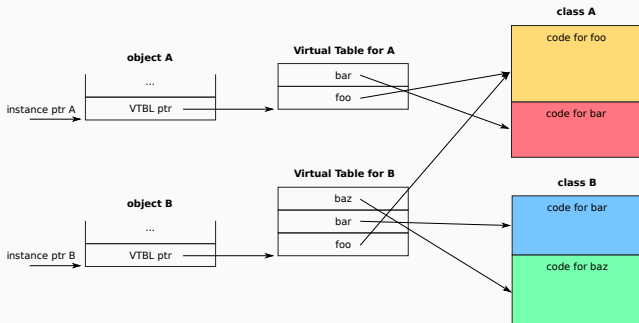 object A
...
VTBL ptr
instance ptr A
Virtual Table for A
bar
foo
class A
code for foo
code for bar
object B
...
VTBL ptr
instance ptr B
Virtual Table for B
baz
bar
foo
class B
code for bar
code for baz